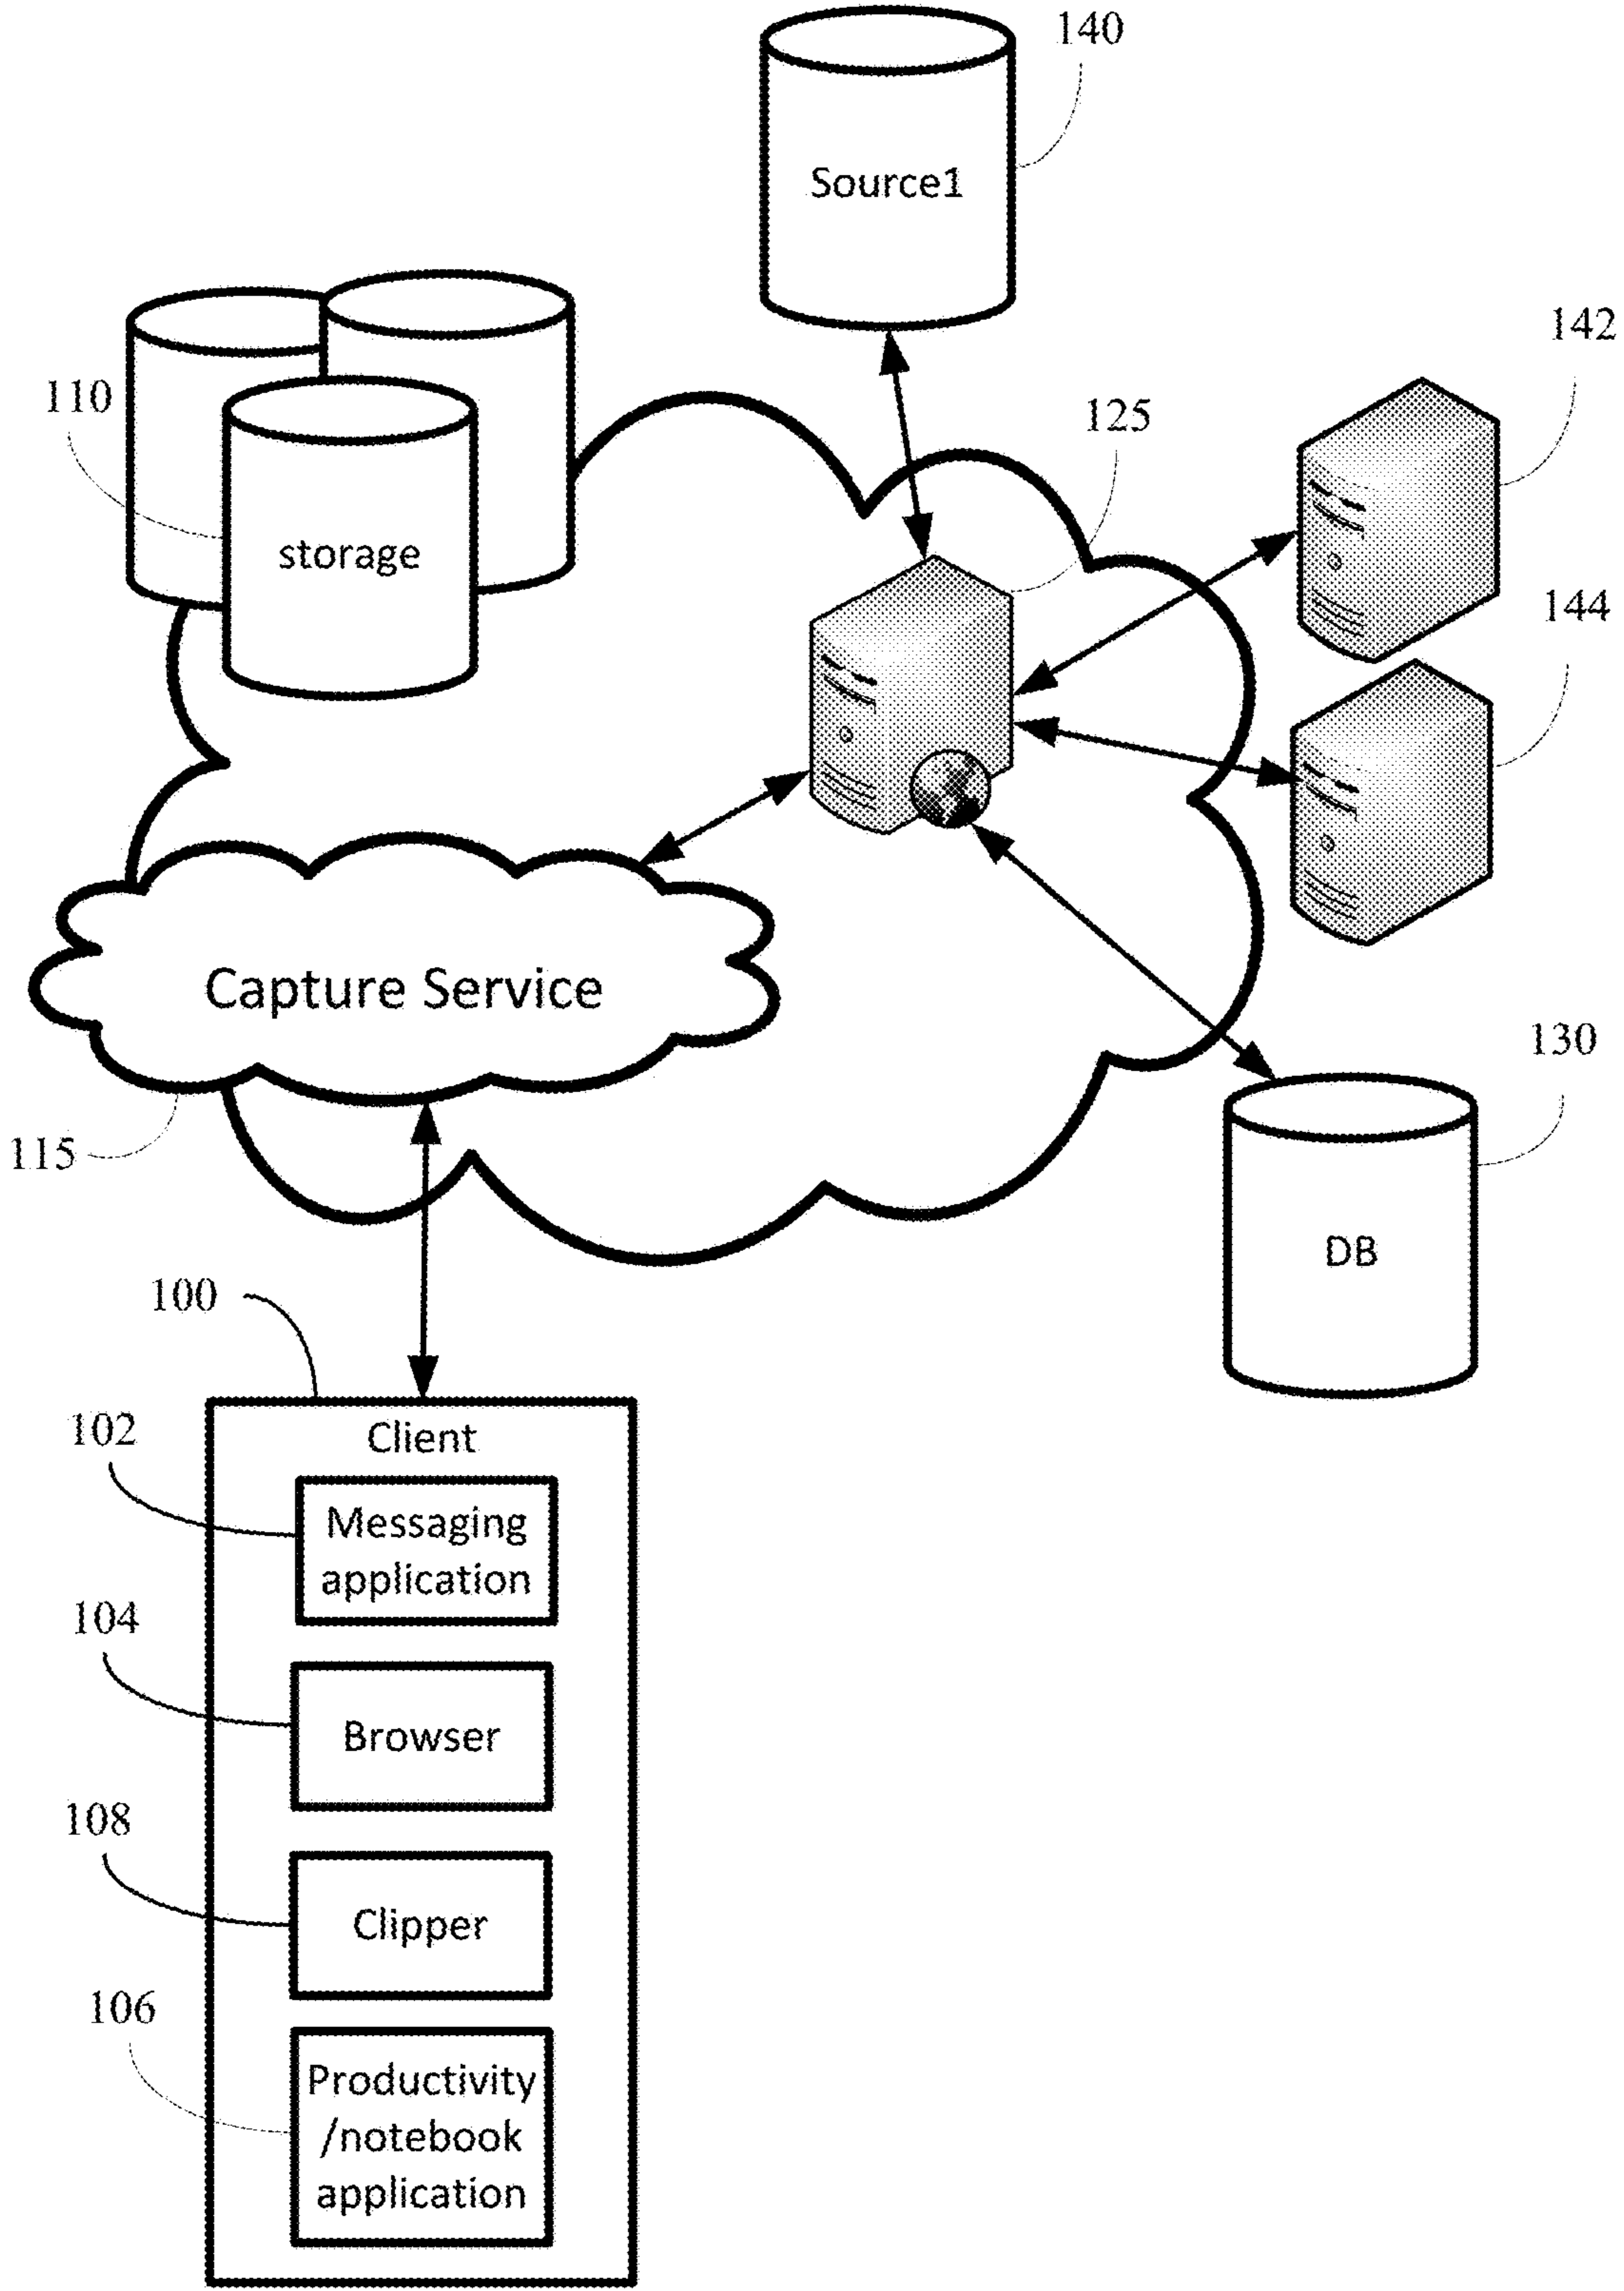 140
Source1
142
110
125
storage
144
Capture Service
130
115
DB
100
Client
102
Messaging
application
104
Browser
108
Clipper
106
Productivity
/notebook
application